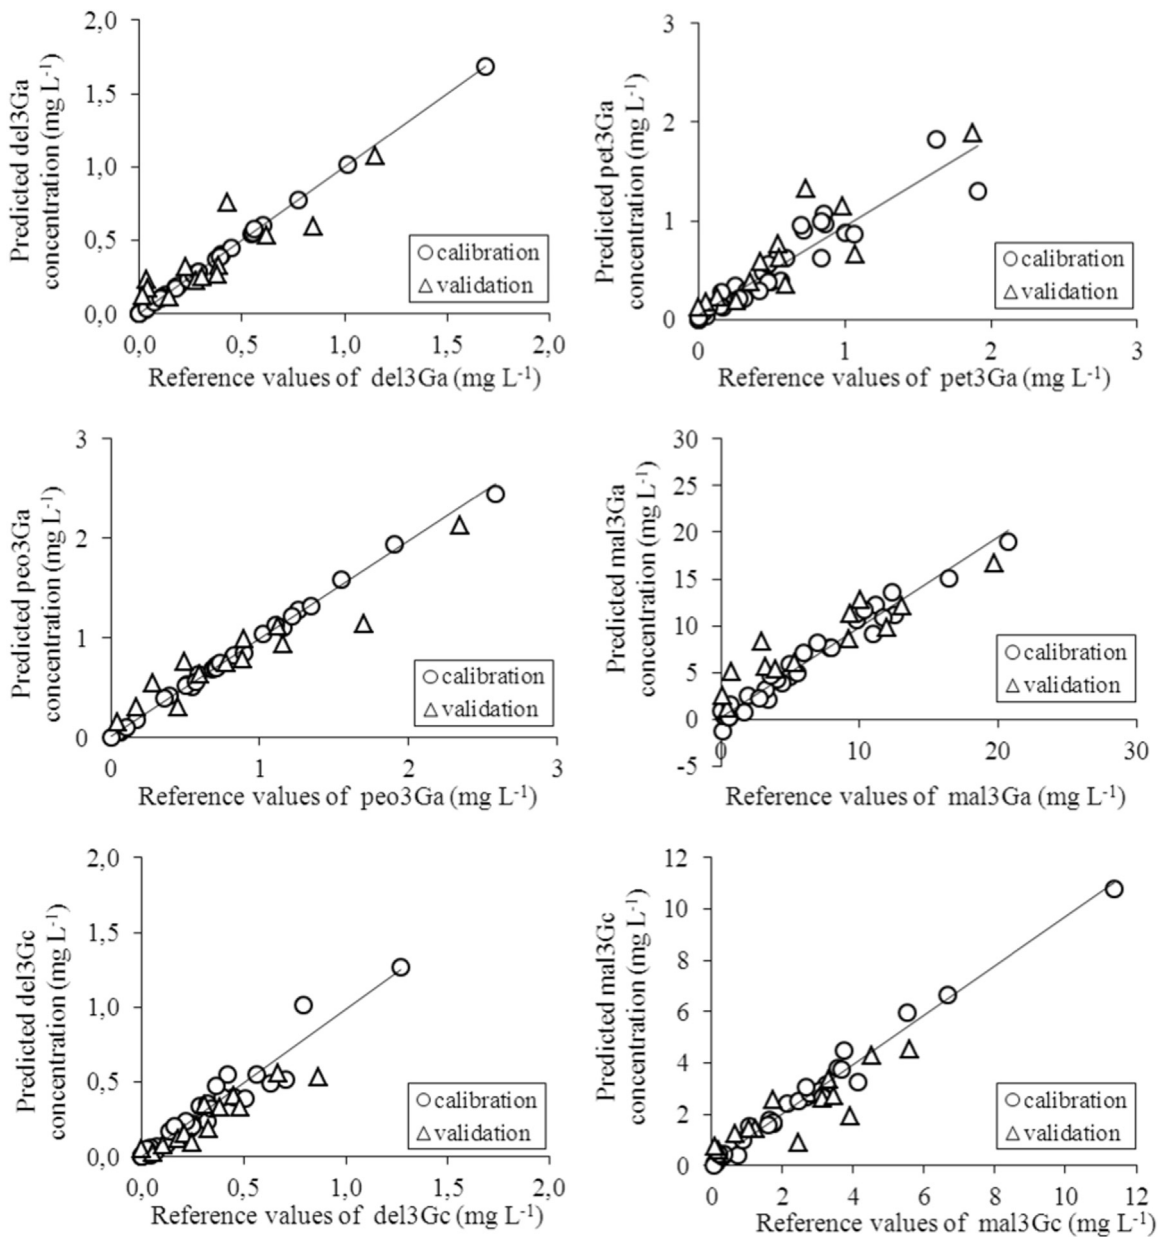 Predicted del3Ga
concentration (mg L-1)
2,0
1,5
1,0
0,5
0,0
calibration
validation
0,0 0,5 1,0 1,5 2,0
Reference values of del3Ga (mg L-1)
Predicted pet3Ga
concentration (mg L-1)
3
2
1
0
calibration
validation
0 1 2 3
Reference values of pet3Ga (mg L-1)
Predicted peo3Ga
concentration (mg L-1)
3
2
1
0
calibration
validation
0 1 2 3
Reference values of peo3Ga (mg L-1)
Predicted mal3Ga
concentration (mg L-1)
30
25
20
15
10
5
0
-5
calibration
validation
0 10 20 30
Reference values of mal3Ga (mg L-1)
Predicted del3Gc
concentration (mg L-1)
2,0
1,5
1,0
0,5
0,0
calibration
validation
0,0 0,5 1,0 1,5 2,0
Reference values of del3Gc (mg L-1)
Predicted mal3Gc
concentration (mg L-1)
12
10
8
6
4
2
0
calibration
validation
0 2 4 6 8 10 12
Reference values of mal3Gc (mg L-1)